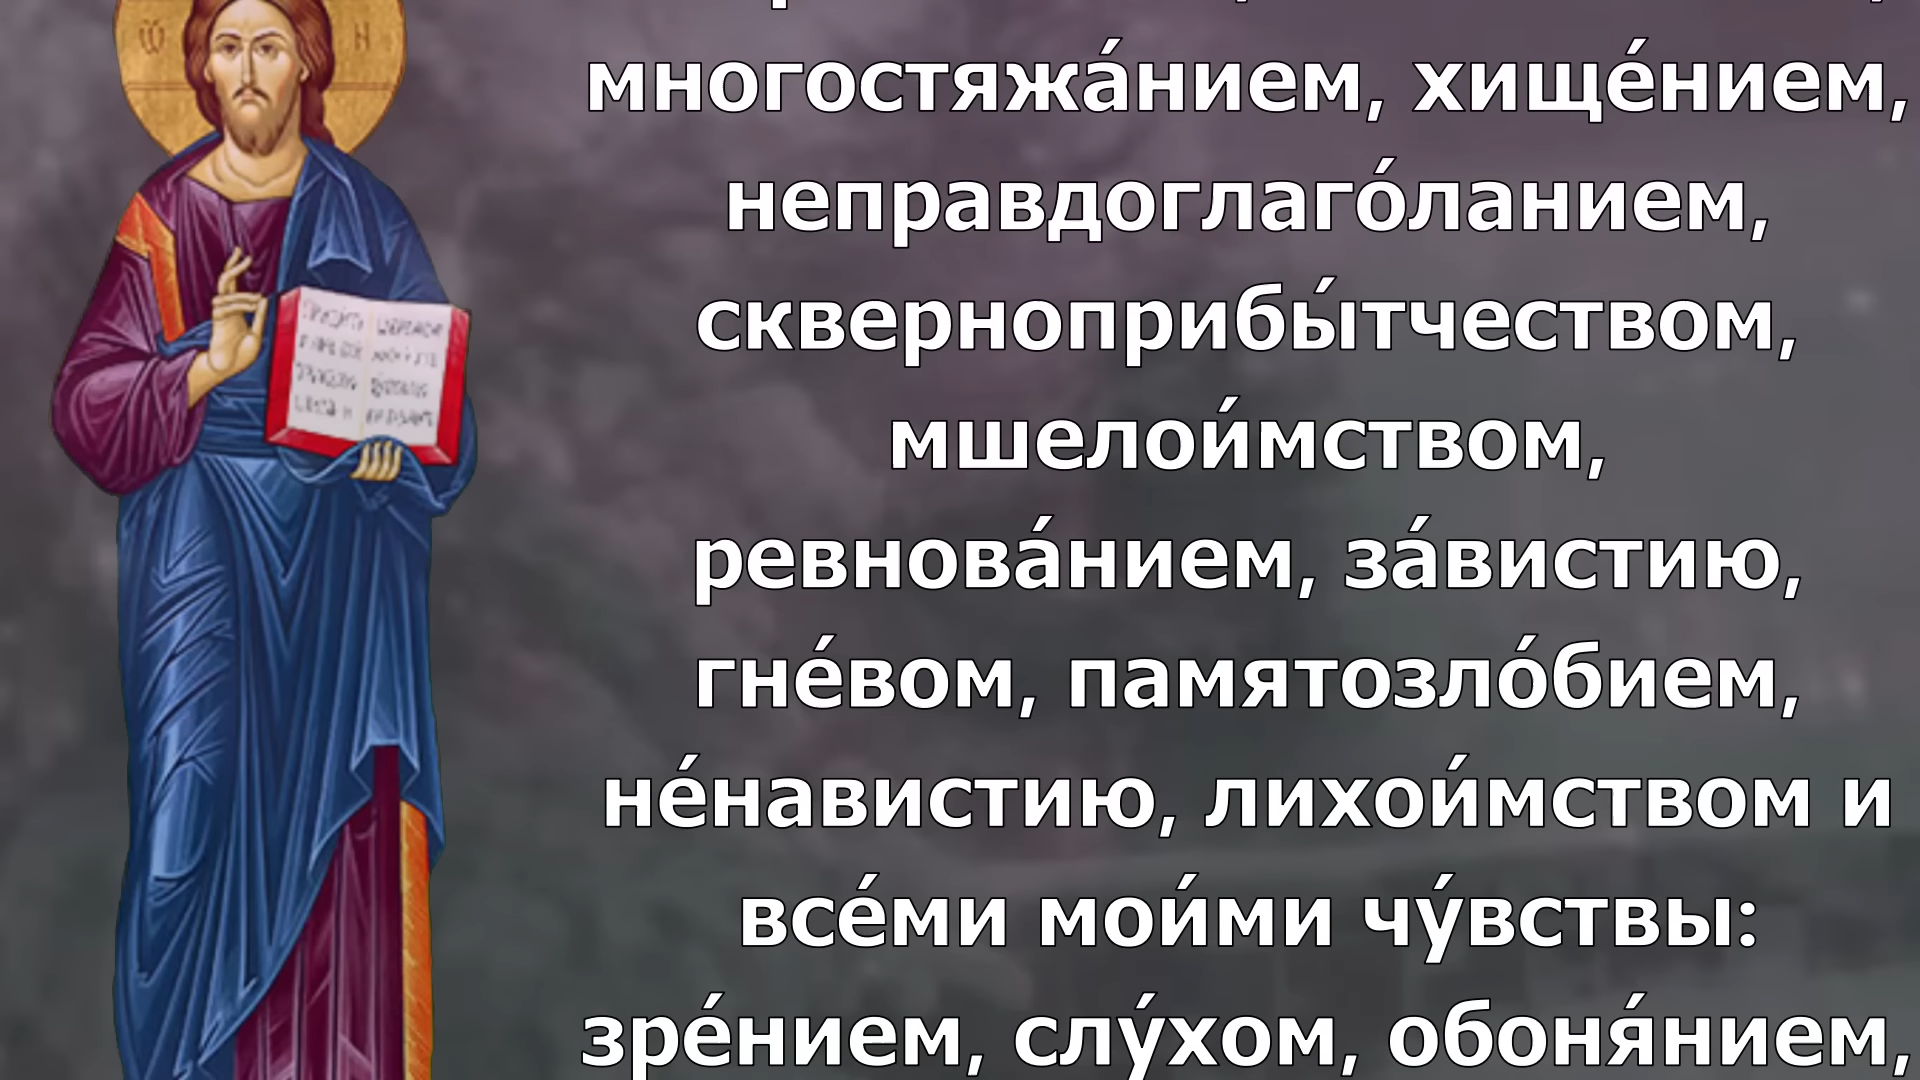 многостяжа́нием, хище́нием,
неправдоглаго́ланием,
скверноприбы́тчеством,
мшелои́мством,
ревнова́нием, за́вистию,
гне́вом, памятозло́бием,
не́навистию, лихои́мством и
все́ми мои́ми чу́вствы:
зре́нием, слу́хом, обоня́нием,